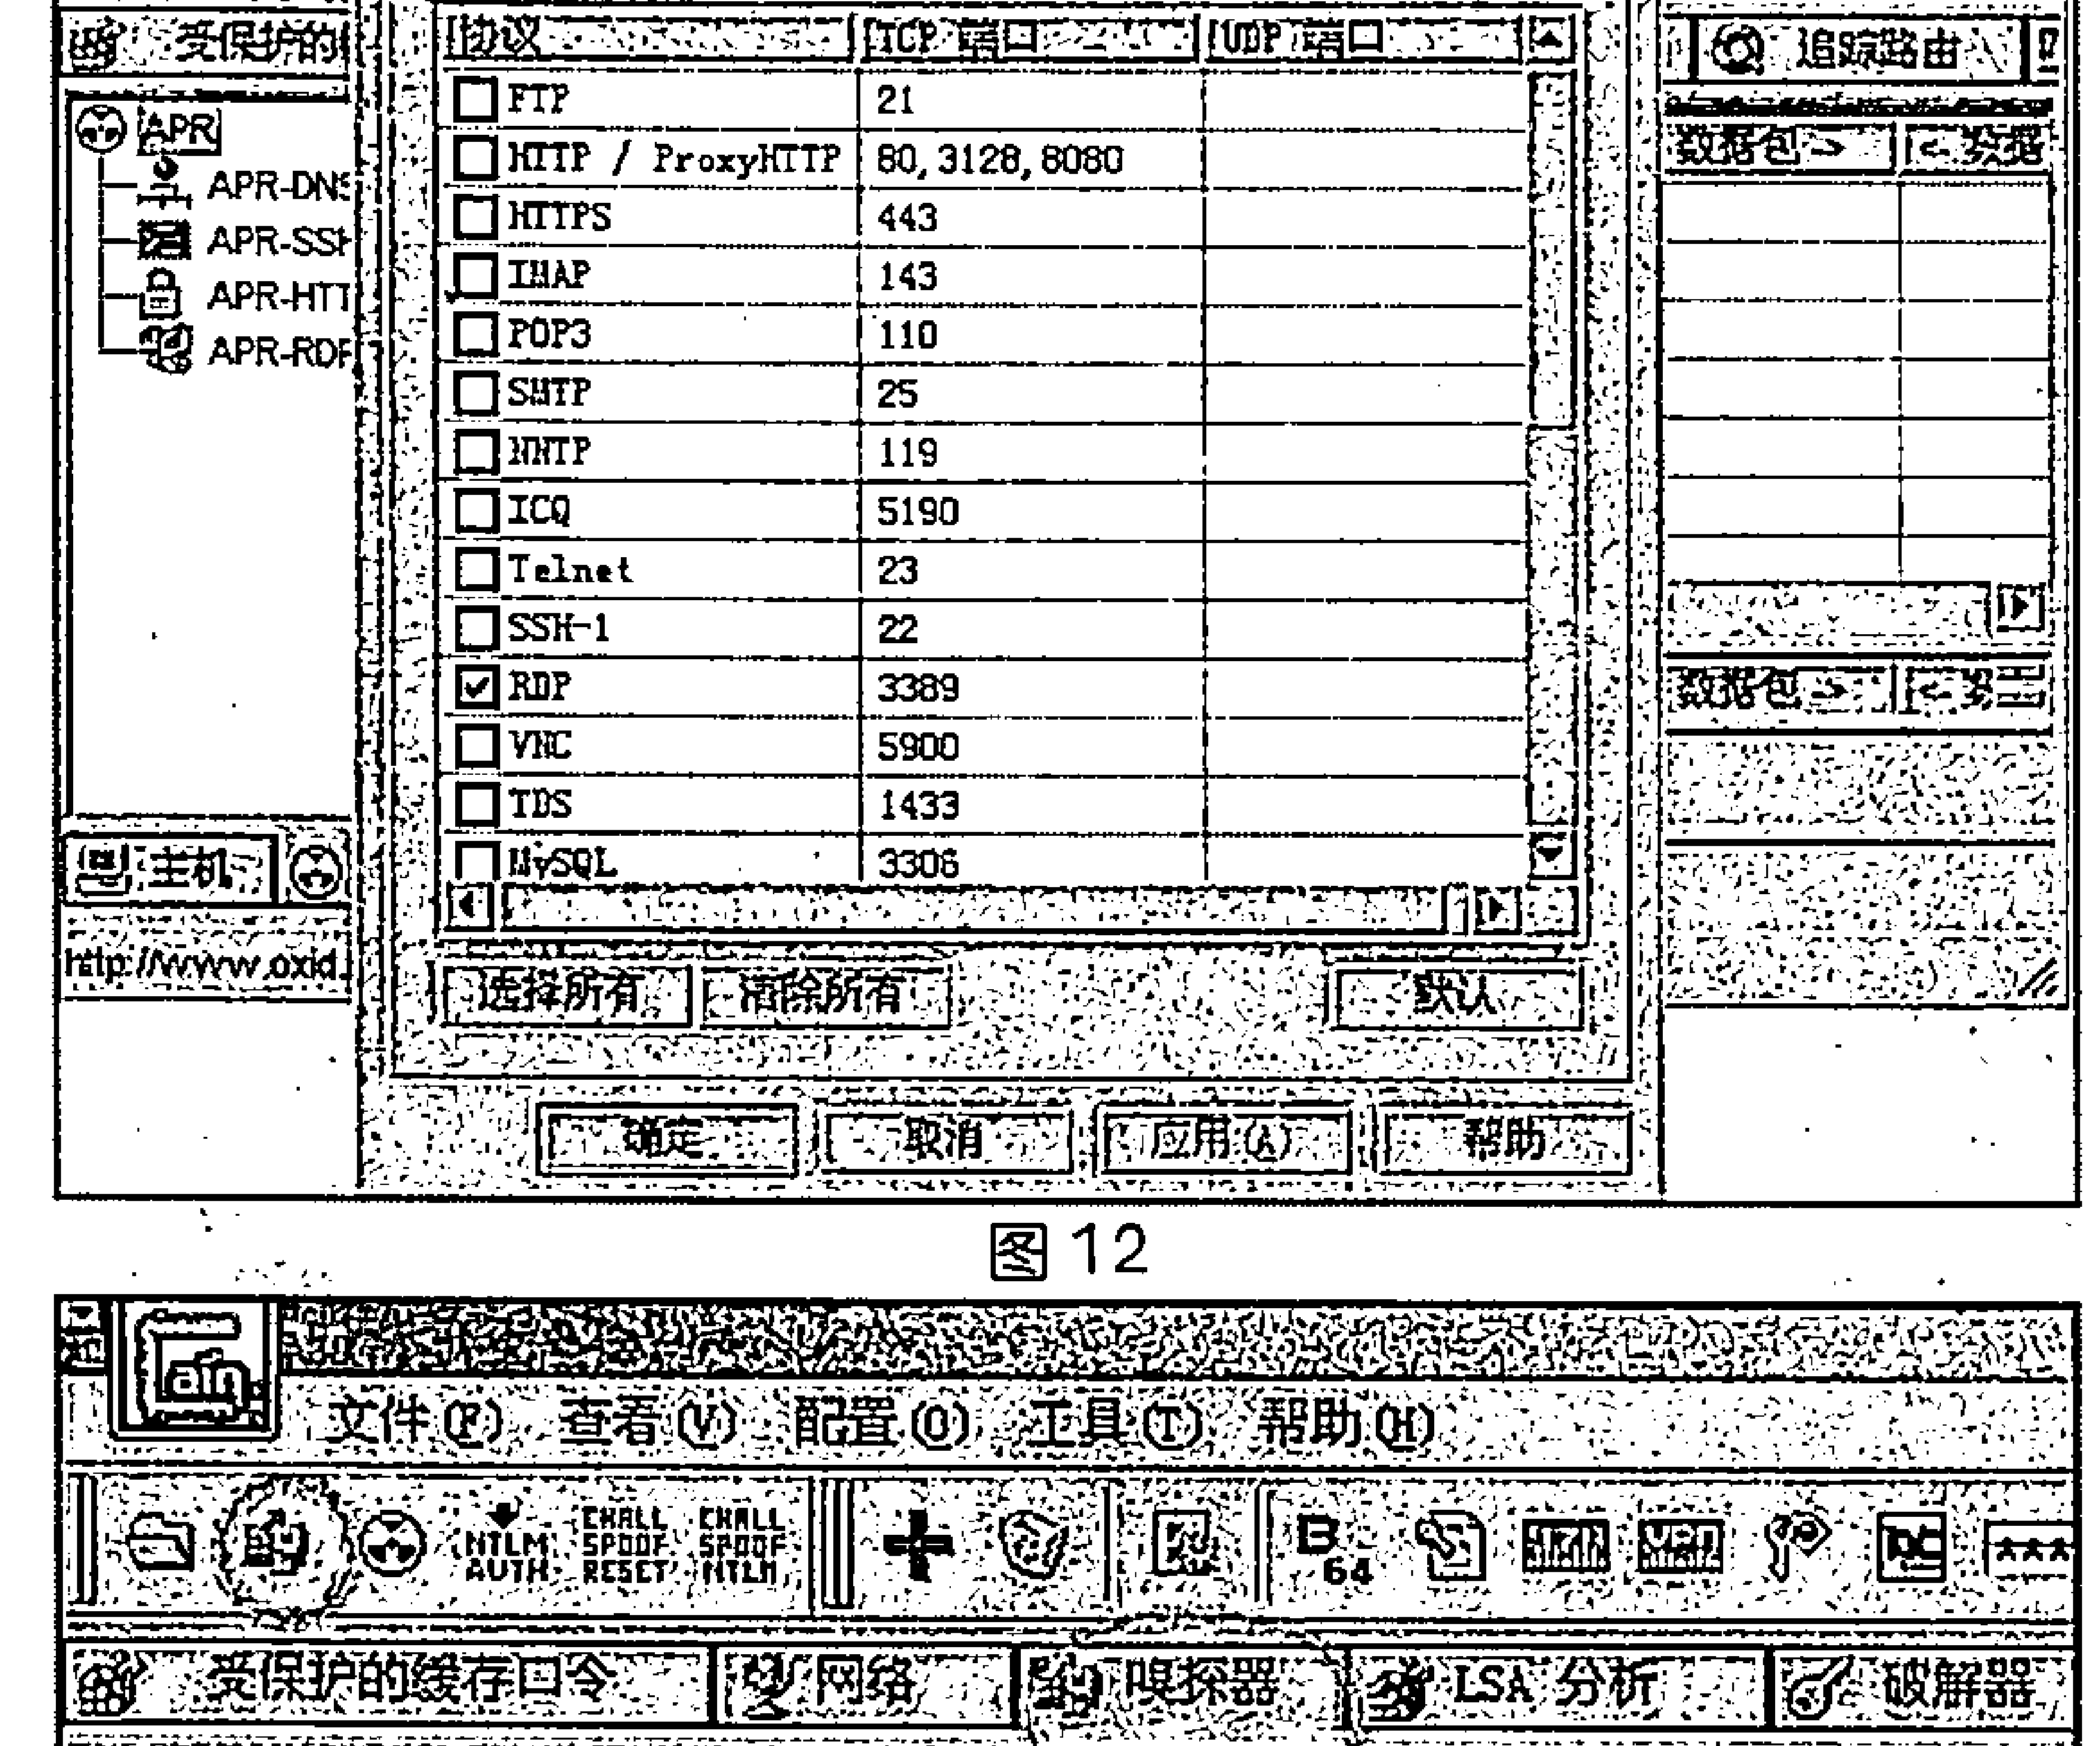 受保护的
协议 TCP 端口 UDP 端口
追踪路由
FTP 21
HTTP / ProxyHTTP 80,3128,8080
HTTPS 443
IMAP 143
POP3 110
SMTP 25
NNTP 119
ICQ 5190
Telnet 23
SSH-1 22
RDP 3389
VNC 5900
TDS 1433
MySQL 3306
APR
APR-DNS
APR-SSH
APR-HTT
APR-RDP
数据包 -> <- 数据
数据包 ->
主机
http://www.oxid.
选择所有 清除所有 默认
确定 取消 应用(A) 帮助
图 12
Cain
文件(F) 查看(V) 配置(O) 工具(T) 帮助(H)
NTLM AUTH CHALL SPOOF RESET CHALL SPOOF NTLM B 64 VPN
受保护的缓存口令 网络 嗅探器 LSA 分析 破解器